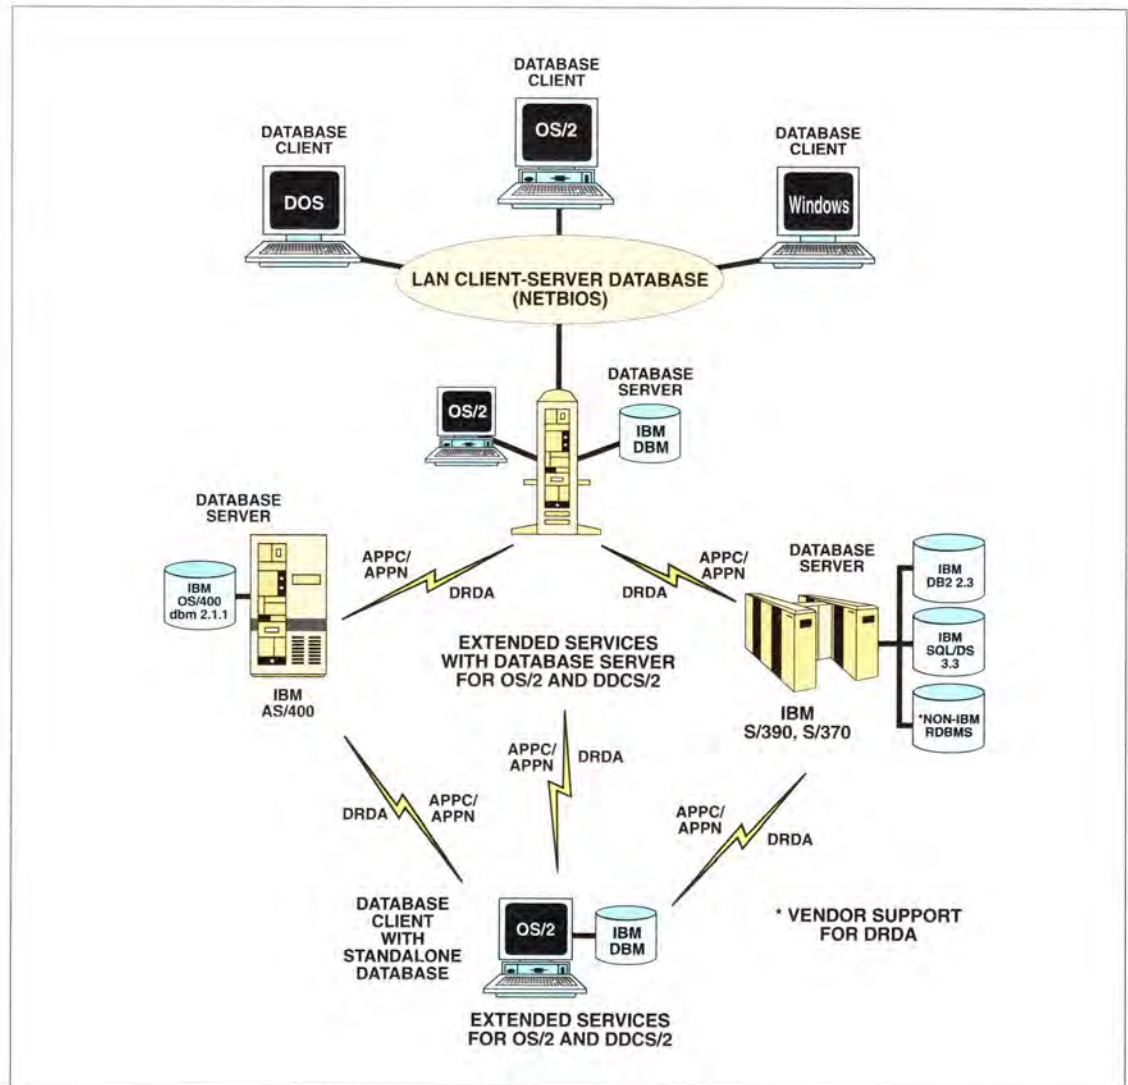 DATABASE
CLIENT
OS/2
DATABASE
CLIENT
DOS
DATABASE
CLIENT
Windows
LAN CLIENT-SERVER DATABASE
(NETBIOS)
OS/2
DATABASE
SERVER
IBM
DBM
DATABASE
SERVER
IBM
OS/400
dbm 2.1.1
IBM
AS/400
APPC/
APPN
DRDA
APPC/
APPN
DRDA
DATABASE
SERVER
IBM
DB2 2.3
IBM
SQL/DS
3.3
*NON-IBM
RDBMS
IBM
S/390, S/370
EXTENDED SERVICES
WITH DATABASE SERVER
FOR OS/2 AND DDCS/2
DRDA
APPC/
APPN
APPC/
APPN
DRDA
APPC/
APPN
DRDA
DATABASE
CLIENT
WITH
STANDALONE
DATABASE
OS/2
IBM
DBM
* VENDOR SUPPORT
FOR DRDA
EXTENDED SERVICES
FOR OS/2 AND DDCS/2